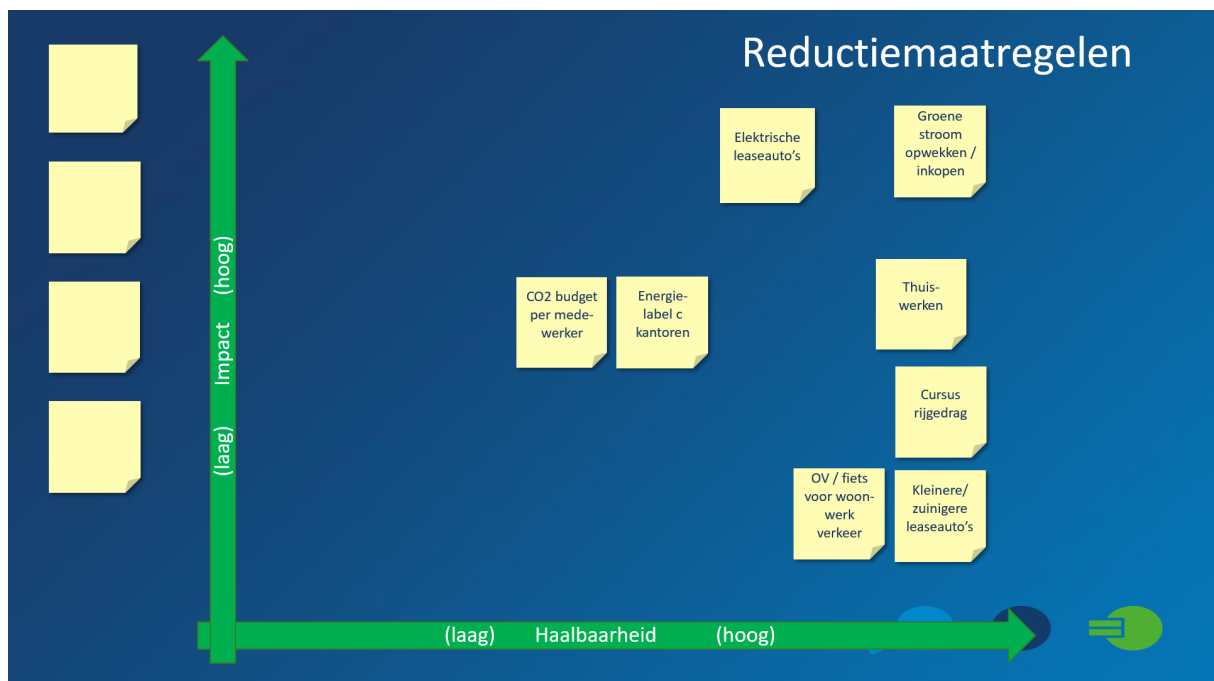 Reductiemaatregelen
Elektrische
leaseauto's
Groene
stroom
opwekken /
inkopen
CO2 budget
per mede-
werker
Energie-
label c
kantoren
Thuis-
werken
Cursus
rijgedrag
OV / fiets
voor woon-
werk
verkeer
Kleinere/
zuinigere
leaseauto's
(laag) Impact (hoog)
(laag) Haalbaarheid (hoog)